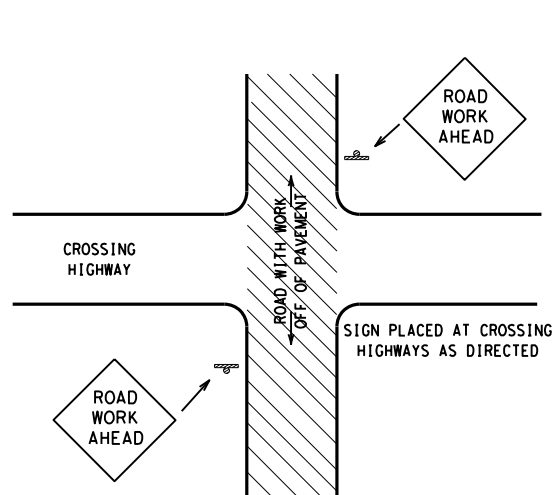 ROAD
WORK
AHEAD
CROSSING
HIGHWAY
ROAD WITH WORK
OFF OF PAVEMENT
SIGN PLACED AT CROSSING
HIGHWAYS AS DIRECTED
ROAD
WORK
AHEAD